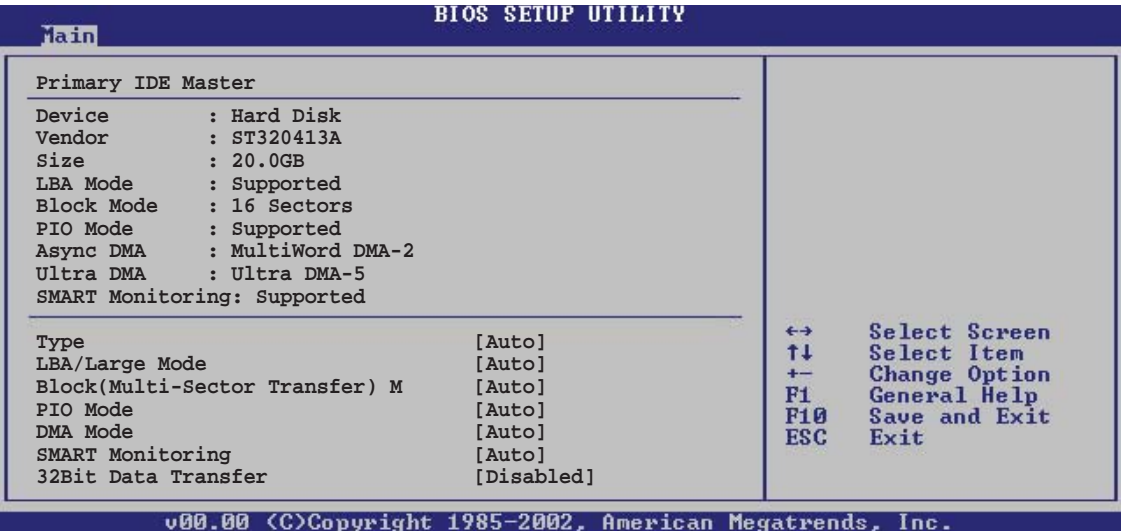 BIOS SETUP UTILITY
Main
Primary IDE Master
Device : Hard Disk
Vendor : ST320413A
Size : 20.0GB
LBA Mode : Supported
Block Mode : 16 Sectors
PIO Mode : Supported
Async DMA : MultiWord DMA-2
Ultra DMA : Ultra DMA-5
SMART Monitoring: Supported
Type [Auto]
LBA/Large Mode [Auto]
Block(Multi-Sector Transfer) M [Auto]
PIO Mode [Auto]
DMA Mode [Auto]
SMART Monitoring [Auto]
32Bit Data Transfer [Disabled]
←→ Select Screen
↑↓ Select Item
+- Change Option
F1 General Help
F10 Save and Exit
ESC Exit
v00.00 (C)Copyright 1985-2002, American Megatrends, Inc.